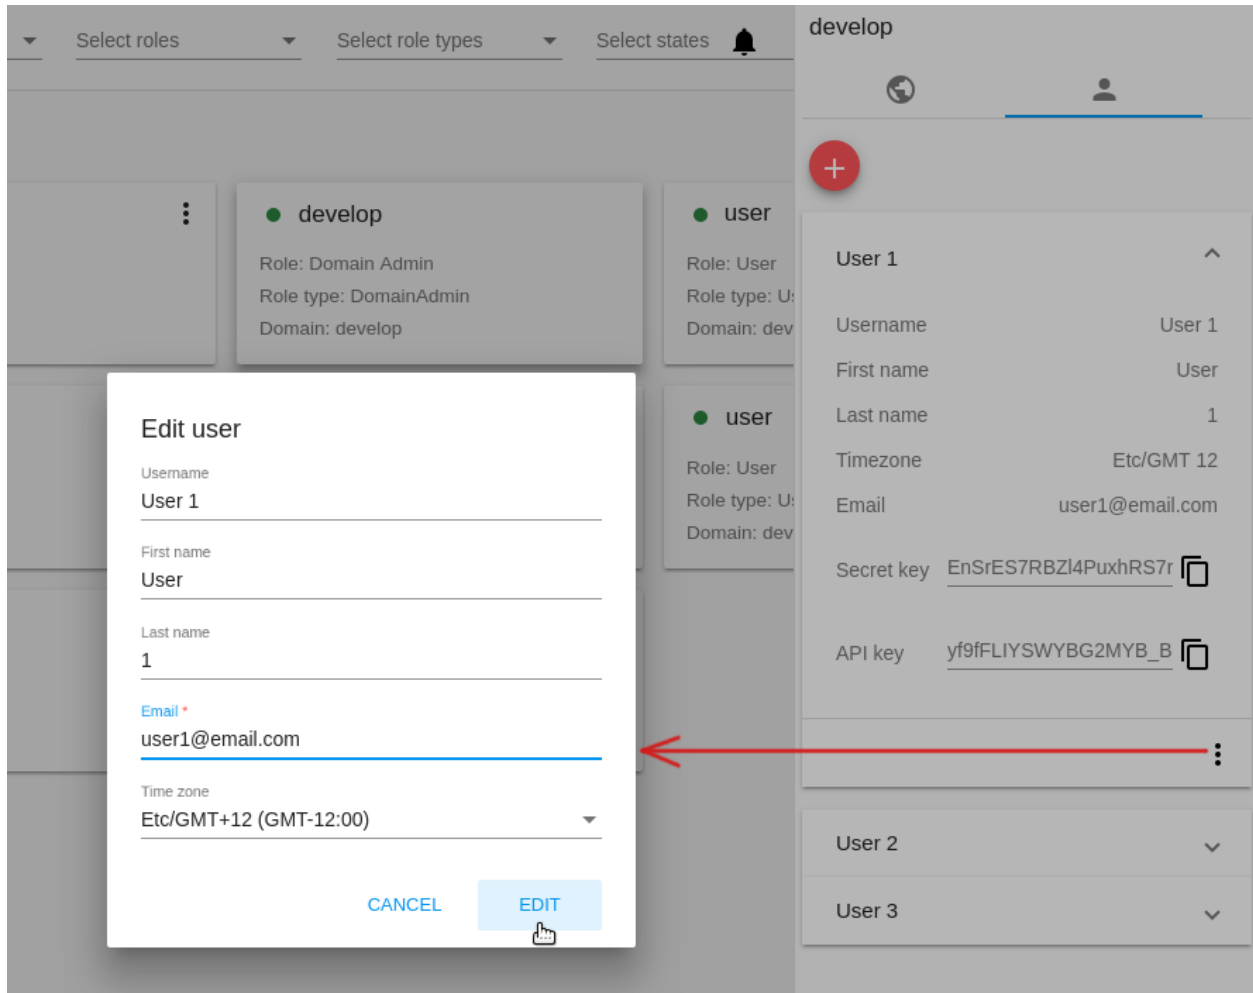 Select roles
Select role types
Select states
develop
develop
Role: Domain Admin
Role type: DomainAdmin
Domain: develop
user
Role: User
Role type:
Domain: dev
user
Role: User
Role type:
Domain: dev
Edit user
Username
User 1
First name
User
Last name
1
Email *
user1@email.com
Time zone
Etc/GMT+12 (GMT-12:00)
CANCEL
EDIT
User 1
Username User 1
First name User
Last name 1
Timezone Etc/GMT 12
Email user1@email.com
Secret key EnSrES7RBZl4PuxhRS7r
API key yf9fFLIYSWYBG2MYB_B
User 2
User 3